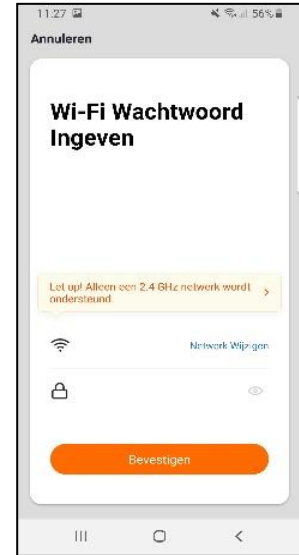 11.27 56%
Annuleren
Wi-Fi Wachtwoord
Ingeven
Let op! Alleen een 2.4 GHz netwerk wordt
ondersteund
Netwerk Wijzigen
Bevestigen